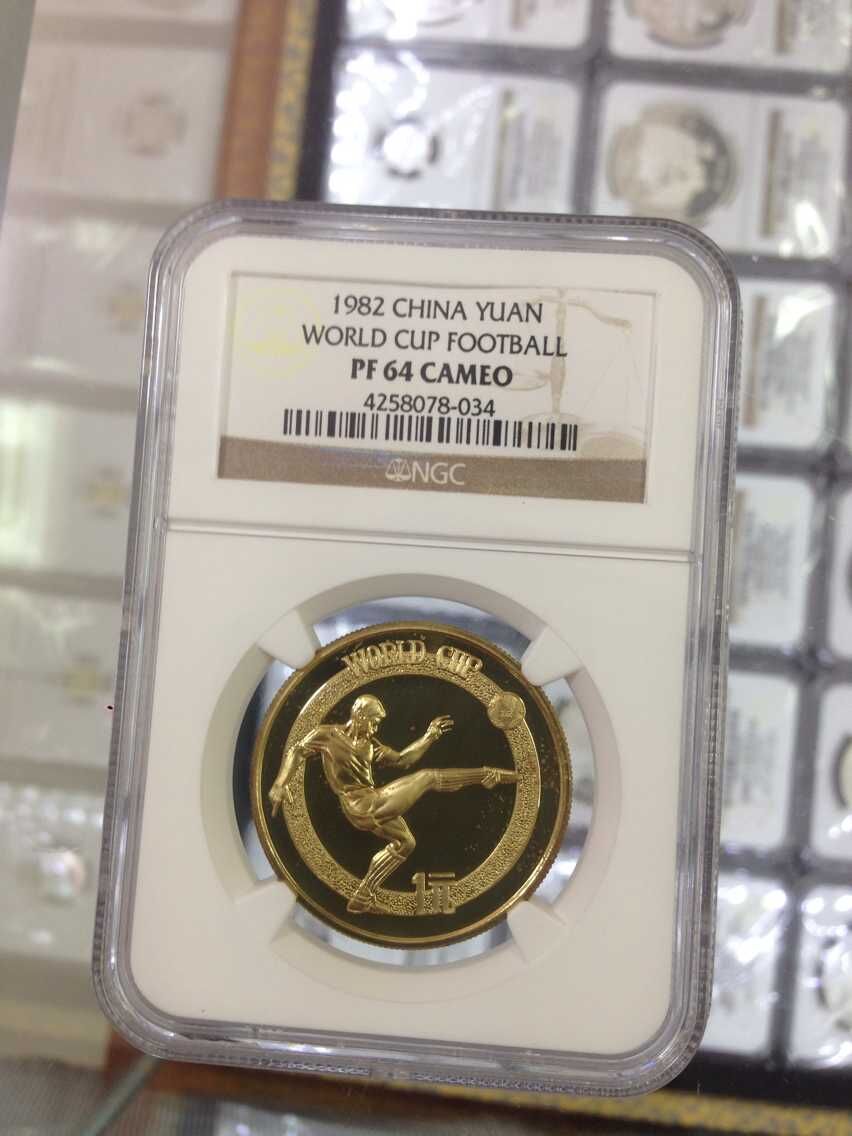 1982 CHINA YUAN
WORLD CUP FOOTBALL
PF 64 CAMEO
4258078-034
NGC
WORLD CUP
1元